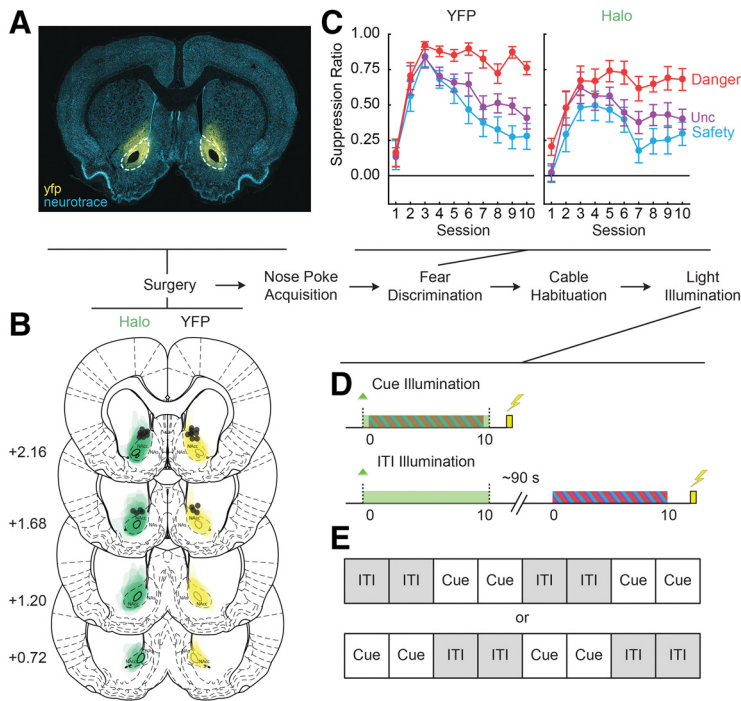 A
yfp
neurotrace
C
YFP
Halo
Suppression Ratio
1.00
0.75
0.50
0.25
0.00
Danger
Unc
Safety
1 2 3 4 5 6 7 8 9 10
1 2 3 4 5 6 7 8 9 10
Session
Session
Surgery
Nose Poke
Acquisition
Fear
Discrimination
Cable
Habituation
Light
Illumination
B
Halo
YFP
+2.16
+1.68
+1.20
+0.72
NAcc
NAcc
NAcc
NAcc
D
Cue Illumination
0
10
ITI Illumination
~90 s
0
10
0
10
E
ITI ITI Cue Cue ITI ITI Cue Cue
or
Cue Cue ITI ITI Cue Cue ITI ITI